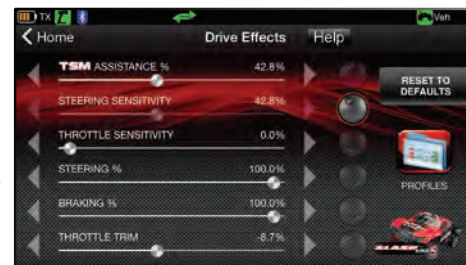 TX
Veh
Home
Drive Effects
Help
TSM ASSISTANCE %
42.8%
STEERING SENSITIVITY
42.8%
THROTTLE SENSITIVITY
0.0%
STEERING %
100.0%
BRAKING %
100.0%
THROTTLE TRIM
-8.7%
RESET TO
DEFAULTS
PROFILES
SLASH